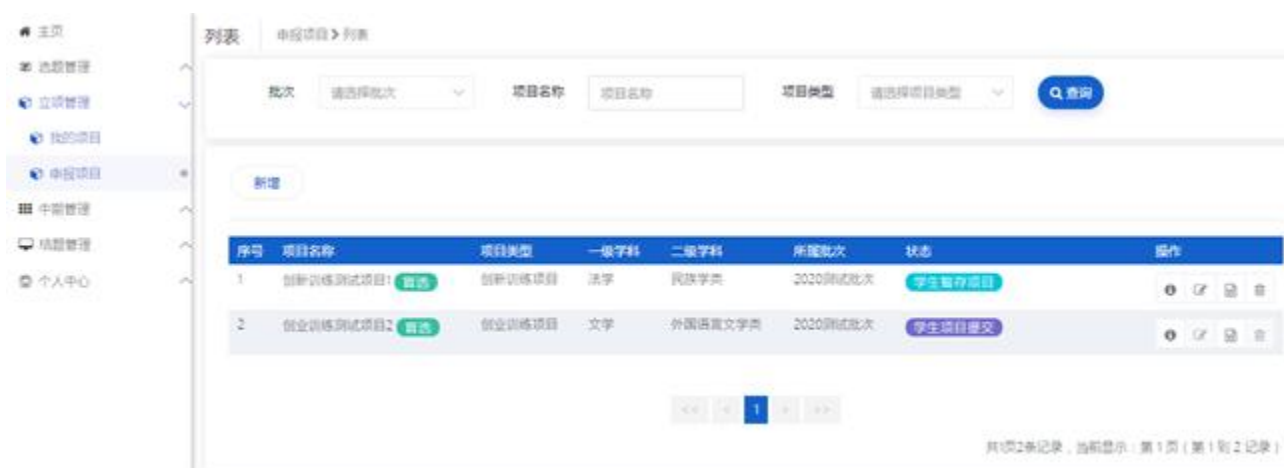 主页
选题管理
立项管理
我的项目
申报项目
中期管理
结题管理
个人中心
列表 申报项目 > 列表
批次 请选择批次 项目名称 项目名称 项目类型 请选择项目类型 查询
新增
序号 项目名称 项目类型 一级学科 二级学科 所属批次 状态 操作
1 创新训练测试项目1 首选 创新训练项目 法学 民族学类 2020测试批次 学生暂存项目
2 创业训练测试项目2 首选 创业训练项目 文学 外国语言文学类 2020测试批次 学生项目提交
<< < 1 > >>
共1页2条记录,当前显示:第1页(第1到2记录)